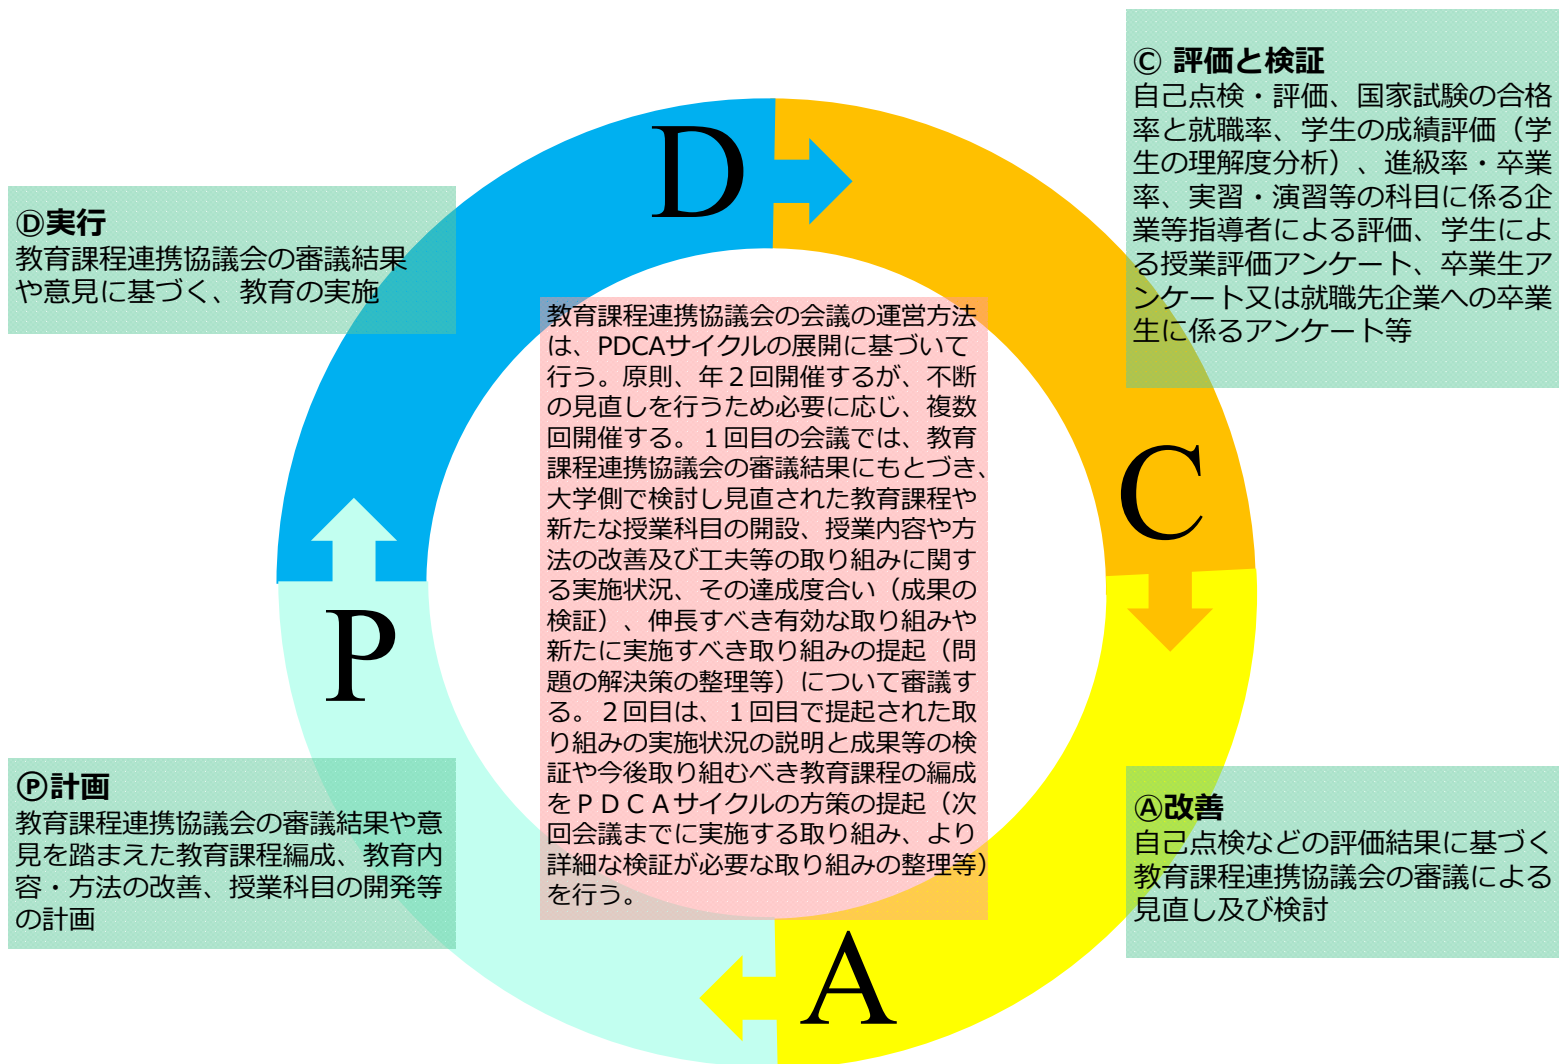 Ⓒ 評価と検証
自己点検・評価、国家試験の合格
率と就職率、学生の成績評価（学
生の理解度分析）、進級率・卒業
率、実習・演習等の科目に係る企
業等指導者による評価、学生によ
る授業評価アンケート、卒業生ア
ンケート又は就職先企業への卒業
生に係るアンケート等
D
Ⓓ実行
教育課程連携協議会の審議結果
や意見に基づく、教育の実施
教育課程連携協議会の会議の運営方法
は、PDCAサイクルの展開に基づいて
行う。原則、年２回開催するが、不断
の見直しを行うため必要に応じ、複数
回開催する。１回目の会議では、教育
課程連携協議会の審議結果にもとづき、
大学側で検討し見直された教育課程や
新たな授業科目の開設、授業内容や方
法の改善及び工夫等の取り組みに関す
る実施状況、その達成度合い（成果の
検証）、伸長すべき有効な取り組みや
新たに実施すべき取り組みの提起（問
題の解決策の整理等）について審議す
る。２回目は、１回目で提起された取
り組みの実施状況の説明と成果等の検
証や今後取り組むべき教育課程の編成
をＰＤＣＡサイクルの方策の提起（次
回会議までに実施する取り組み、より
詳細な検証が必要な取り組みの整理等）
を行う。
C
P
Ⓟ計画
教育課程連携協議会の審議結果や意
見を踏まえた教育課程編成、教育内
容・方法の改善、授業科目の開発等
の計画
Ⓐ改善
自己点検などの評価結果に基づく
教育課程連携協議会の審議による
見直し及び検討
A